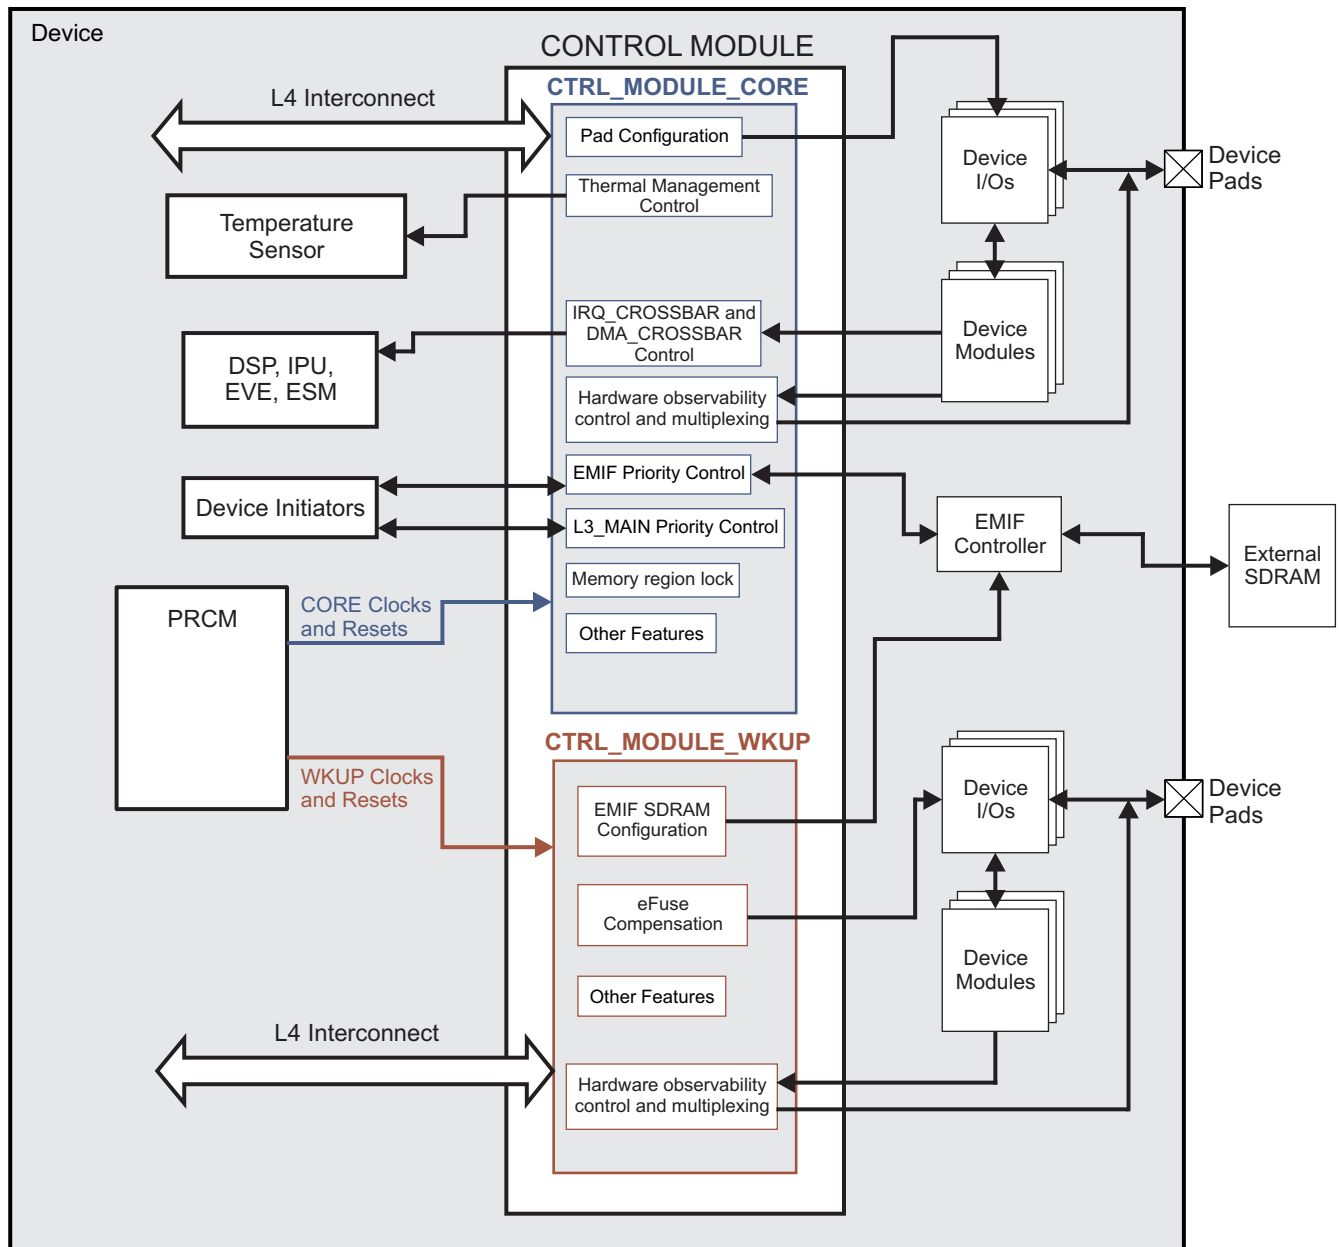 Device
CONTROL MODULE
CTRL_MODULE_CORE
L4 Interconnect
Pad Configuration
Device
I/Os
Device
Pads
Thermal Management
Control
Temperature
Sensor
IRQ_CROSSBAR and
DMA_CROSSBAR
Control
Device
Modules
DSP, IPU,
EVE, ESM
Hardware observability
control and multiplexing
EMIF Priority Control
Device Initiators
L3_MAIN Priority Control
EMIF
Controller
External
SDRAM
Memory region lock
PRCM
CORE Clocks
and Resets
Other Features
CTRL_MODULE_WKUP
WKUP Clocks
and Resets
EMIF SDRAM
Configuration
Device
I/Os
Device
Pads
eFuse
Compensation
Device
Modules
Other Features
L4 Interconnect
Hardware observability
control and multiplexing